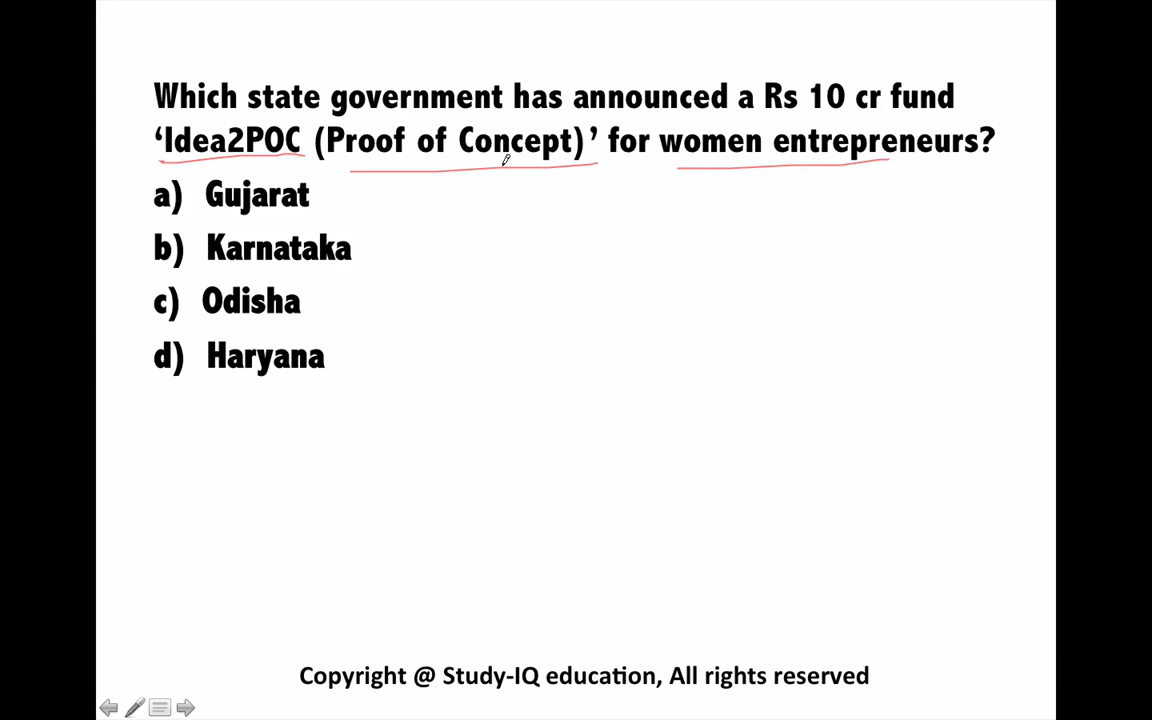 Which state government has announced a Rs 10 cr fund
‘Idea2POC (Proof of Concept)’ for women entrepreneurs?
a) Gujarat
b) Karnataka
c) Odisha
d) Haryana
Copyright @ Study-IQ education, All rights reserved